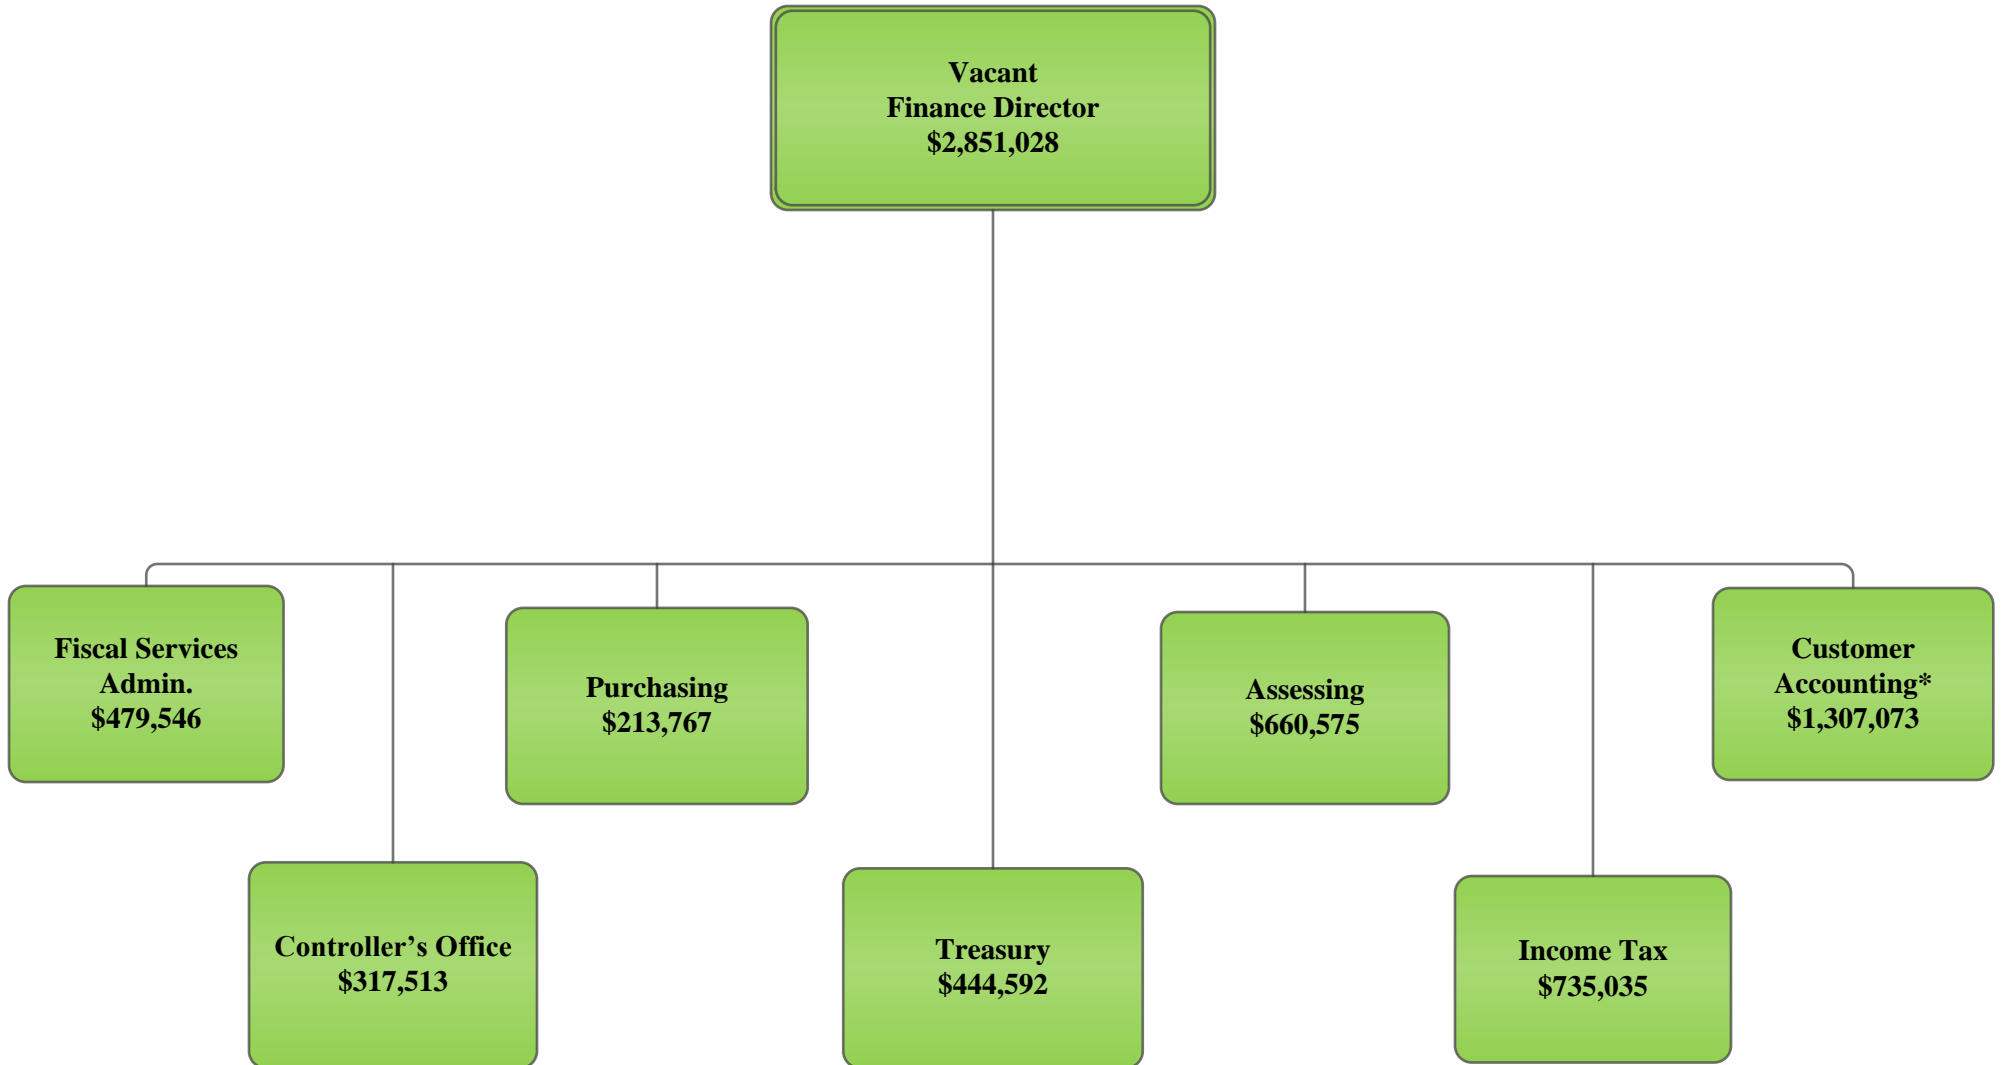 Vacant
Finance Director
$2,851,028
Fiscal Services
Admin.
$479,546
Purchasing
$213,767
Assessing
$660,575
Customer
Accounting*
$1,307,073
Controller’s Office
$317,513
Treasury
$444,592
Income Tax
$735,035